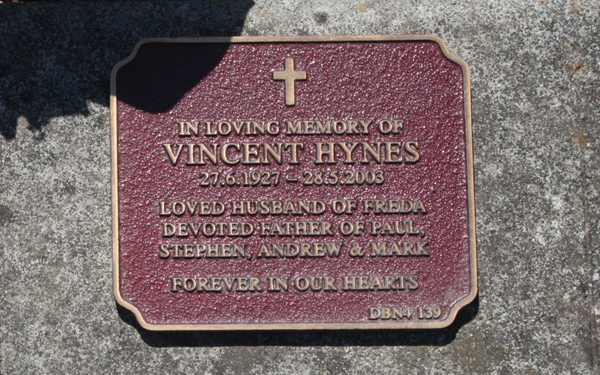 IN LOVING MEMORY OF
VINCENT HYNES
27.6.1927 – 28.5.2003
LOVED HUSBAND OF FREDA
DEVOTED FATHER OF PAUL,
STEPHEN, ANDREW & MARK
FOREVER IN OUR HEARTS
DBN4 139